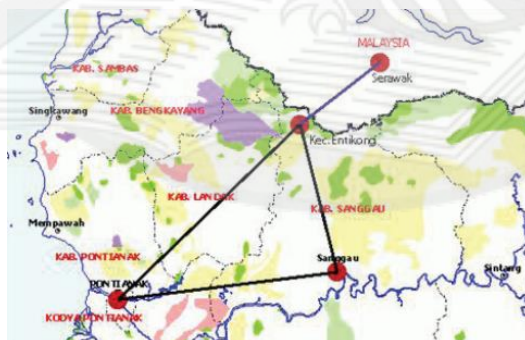 MALAYSIA
Serawak
KAB. SAMBAS
Singkawang
KAB. BENGKAYANG
Kec.Entikong
KAB. LANDAK
KAB. SANGGAU
Mempawah
KAB. PONTIANAK
Sanggau
Sintang
PONTIANAK
KODYA PONTIANAK